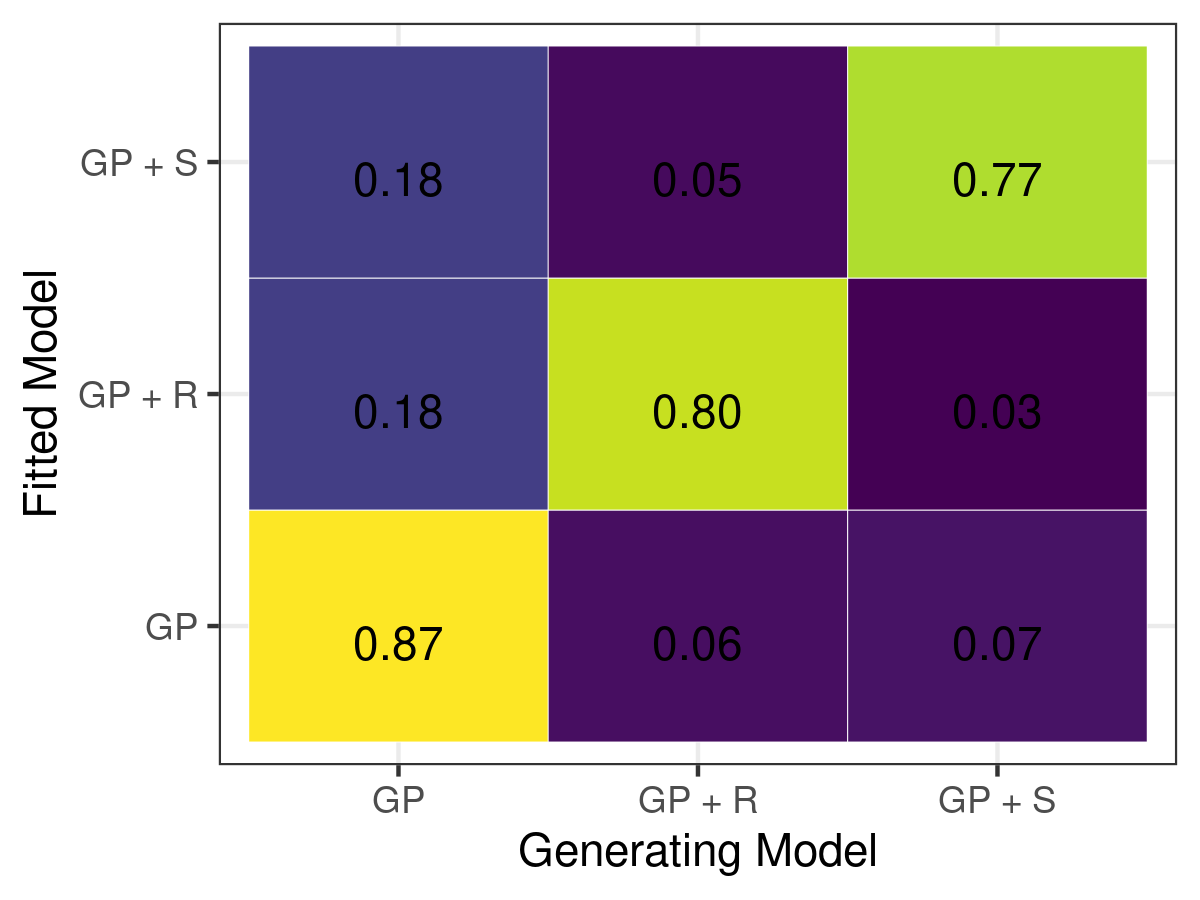 GP + S
0.18 0.05 0.77
GP + R
0.18 0.80 0.03
GP
0.87 0.06 0.07
Fitted Model
GP GP + R GP + S
Generating Model